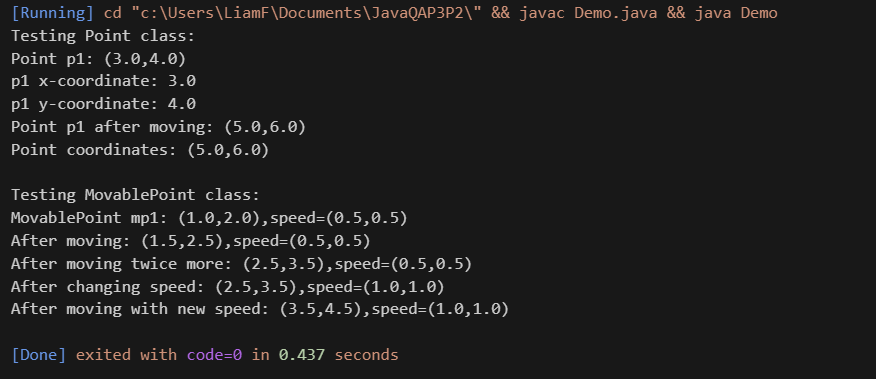 [Running] cd "c:\Users\LiamF\Documents\JavaQAP3P2\" && javac Demo.java && java Demo
Testing Point class:
Point p1: (3.0,4.0)
p1 x-coordinate: 3.0
p1 y-coordinate: 4.0
Point p1 after moving: (5.0,6.0)
Point coordinates: (5.0,6.0)

Testing MovablePoint class:
MovablePoint mp1: (1.0,2.0),speed=(0.5,0.5)
After moving: (1.5,2.5),speed=(0.5,0.5)
After moving twice more: (2.5,3.5),speed=(0.5,0.5)
After changing speed: (2.5,3.5),speed=(1.0,1.0)
After moving with new speed: (3.5,4.5),speed=(1.0,1.0)

[Done] exited with code=0 in 0.437 seconds